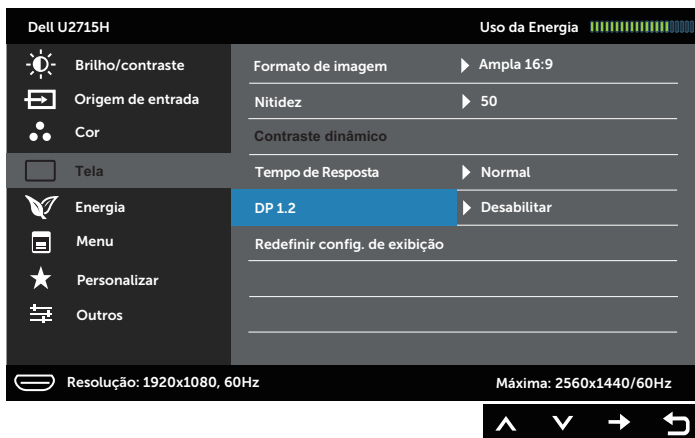 Dell U2715H
Uso da Energia
Brilho/contraste
Origem de entrada
Cor
Tela
Energia
Menu
Personalizar
Outros
Formato de imagem
Ampla 16:9
Nitidez
50
Contraste dinâmico
Tempo de Resposta
Normal
DP 1.2
Desabilitar
Redefinir config. de exibição
Resolução: 1920x1080, 60Hz
Máxima: 2560x1440/60Hz